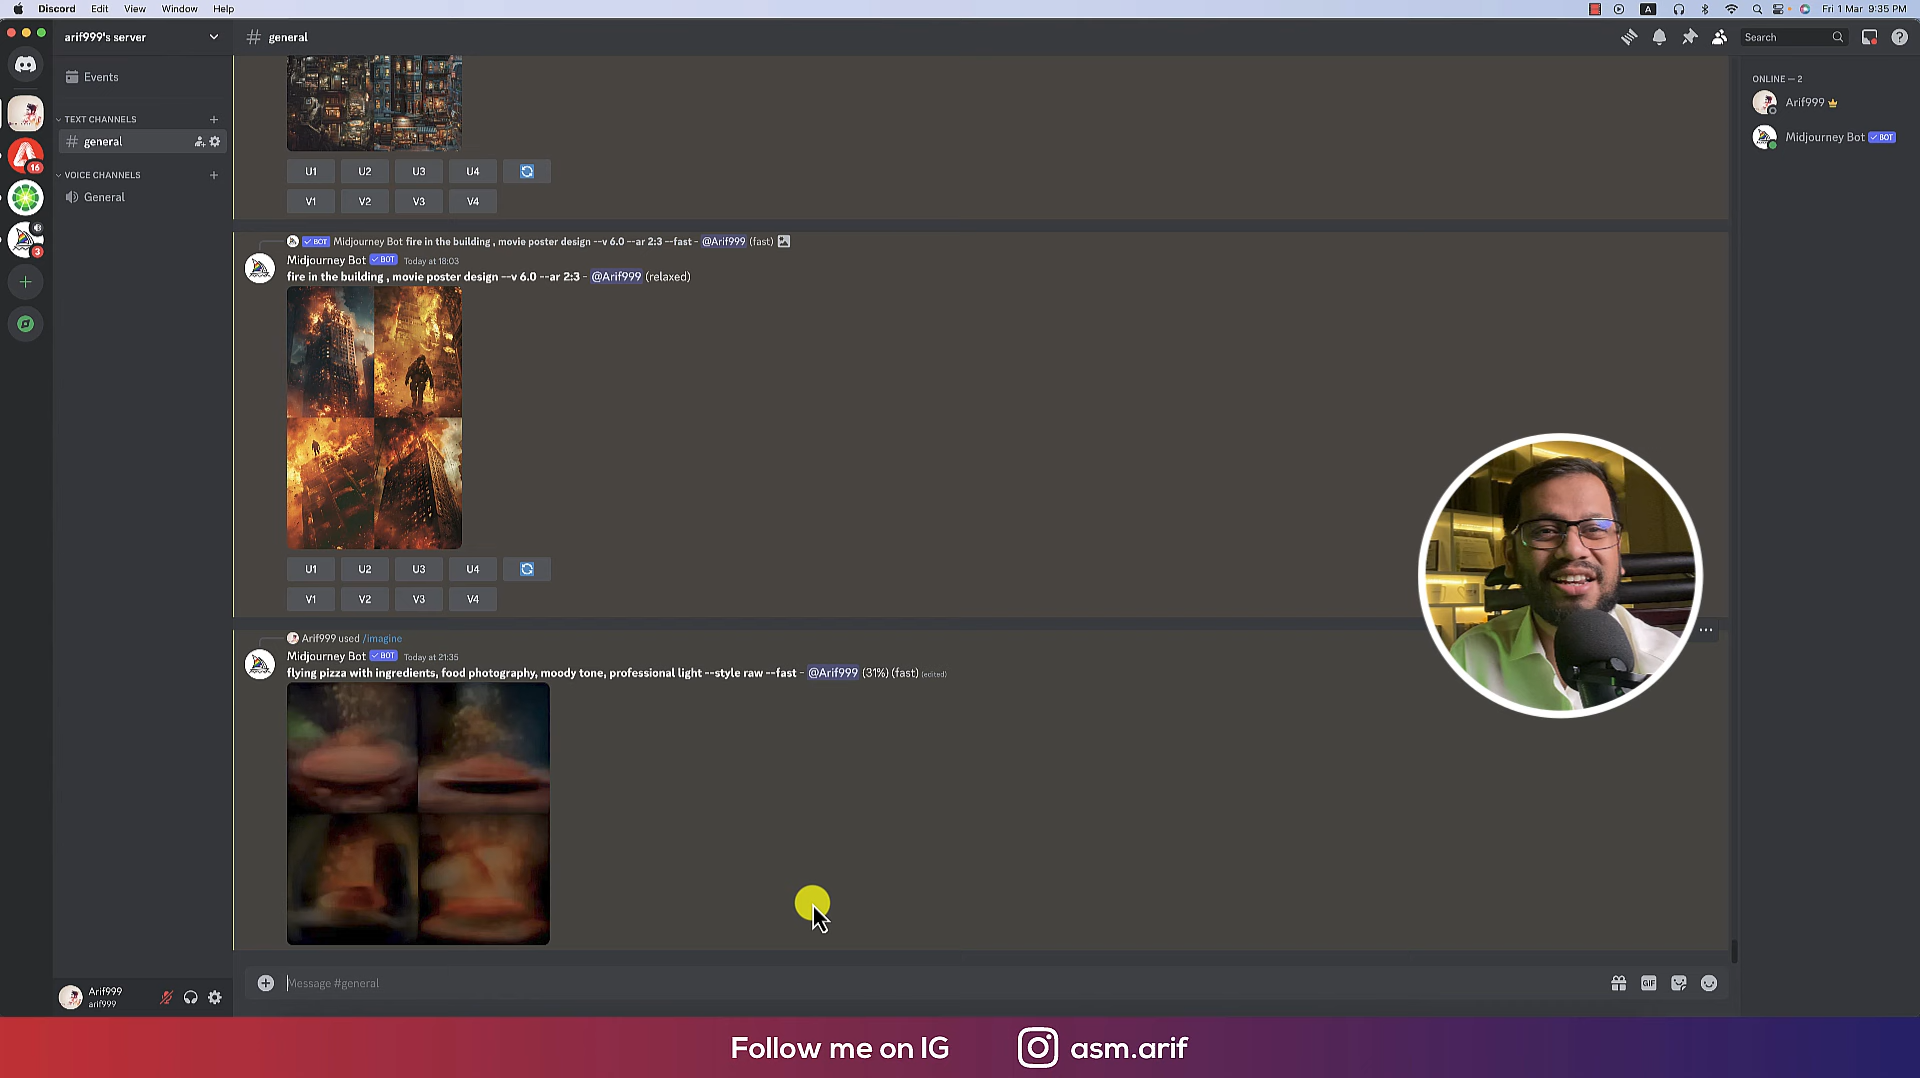 Discord Edit View Window Help
A
Fri 1 Mar 9:35 PM
arif999's server
general
Search
Events
ONLINE — 2
Arif999
Midjourney Bot BOT
TEXT CHANNELS
general
VOICE CHANNELS
General
16
3
U1 U2 U3 U4
V1 V2 V3 V4
BOT Midjourney Bot fire in the building , movie poster design --v 6.0 --ar 2:3 --fast - @Arif999 (fast)
Midjourney Bot BOT Today at 18:03
fire in the building , movie poster design --v 6.0 --ar 2:3 - @Arif999 (relaxed)
U1 U2 U3 U4
V1 V2 V3 V4
Arif999 used /imagine
Midjourney Bot BOT Today at 21:35
flying pizza with ingredients, food photography, moody tone, professional light --style raw --fast - @Arif999 (31%) (fast) (edited)
Message #general
GIF
Arif999
arif999
Follow me on IG asm.arif